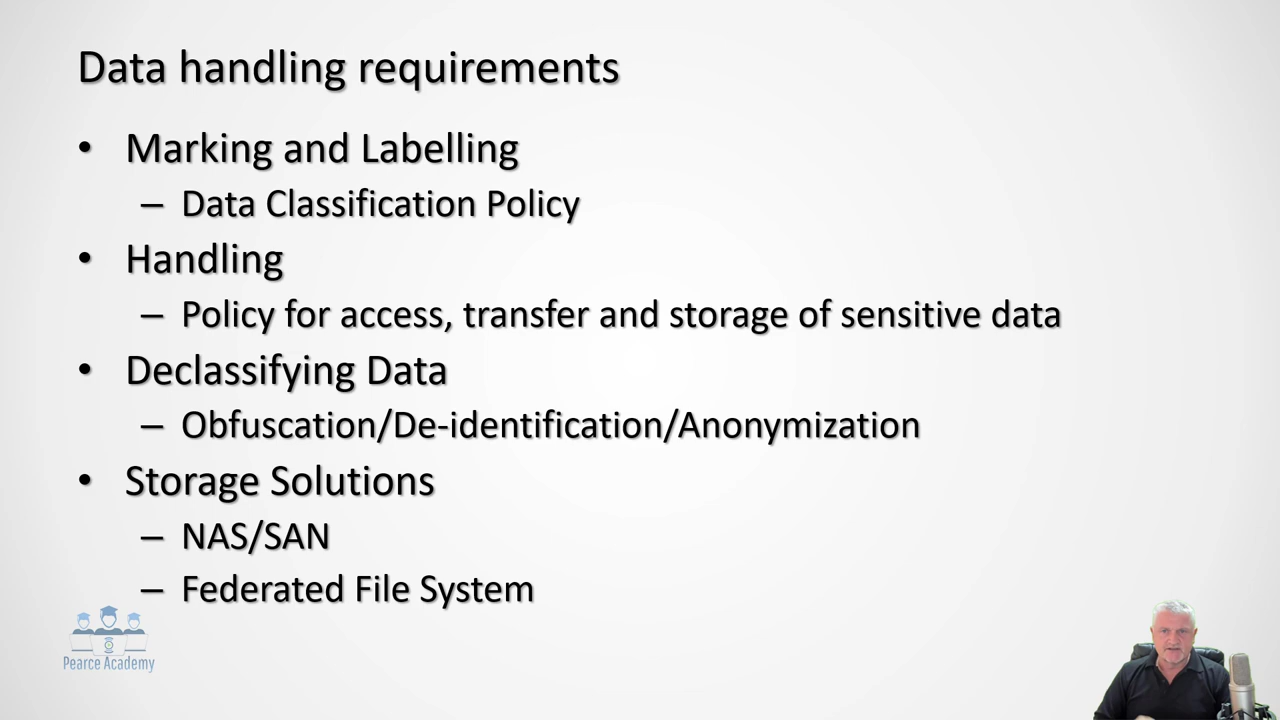 Data handling requirements
• Marking and Labelling
– Data Classification Policy
• Handling
– Policy for access, transfer and storage of sensitive data
• Declassifying Data
– Obfuscation/De-identification/Anonymization
• Storage Solutions
– NAS/SAN
– Federated File System
Pearce Academy